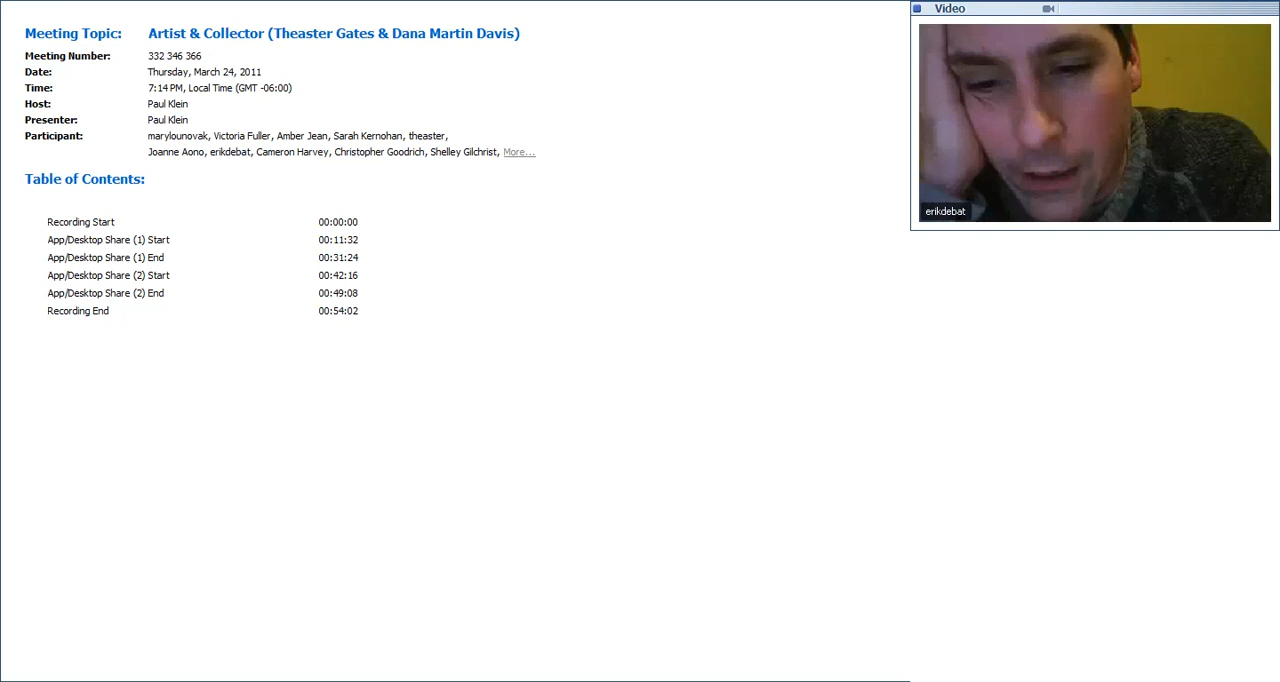 Meeting Topic: Artist & Collector (Theaster Gates & Dana Martin Davis)
Meeting Number: 332 346 366
Date: Thursday, March 24, 2011
Time: 7:14 PM, Local Time (GMT -06:00)
Host: Paul Klein
Presenter: Paul Klein
Participant: marylounovak, Victoria Fuller, Amber Jean, Sarah Kernohan, theaster,
Joanne Aono, erikdebat, Cameron Harvey, Christopher Goodrich, Shelley Gilchrist, More...
Table of Contents:
Recording Start 00:00:00
App/Desktop Share (1) Start 00:11:32
App/Desktop Share (1) End 00:31:24
App/Desktop Share (2) Start 00:42:16
App/Desktop Share (2) End 00:49:08
Recording End 00:54:02
Video
erikdebat